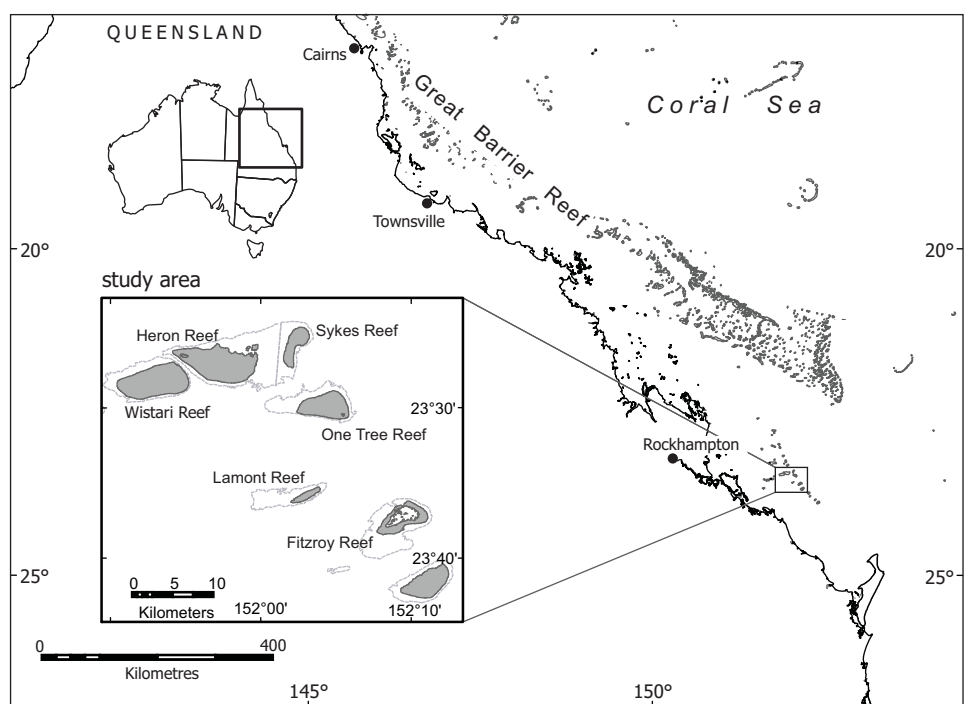 QUEENSLAND
Cairns
Great Barrier Reef
Coral Sea
Townsville
20°
20°
study area
Heron Reef
Sykes Reef
Wistari Reef
23°30'
One Tree Reef
Rockhampton
Lamont Reef
Fitzroy Reef
23°40'
25°
25°
0 5 10
Kilometers
152°00'
152°10'
0 400
Kilometres
145°
150°